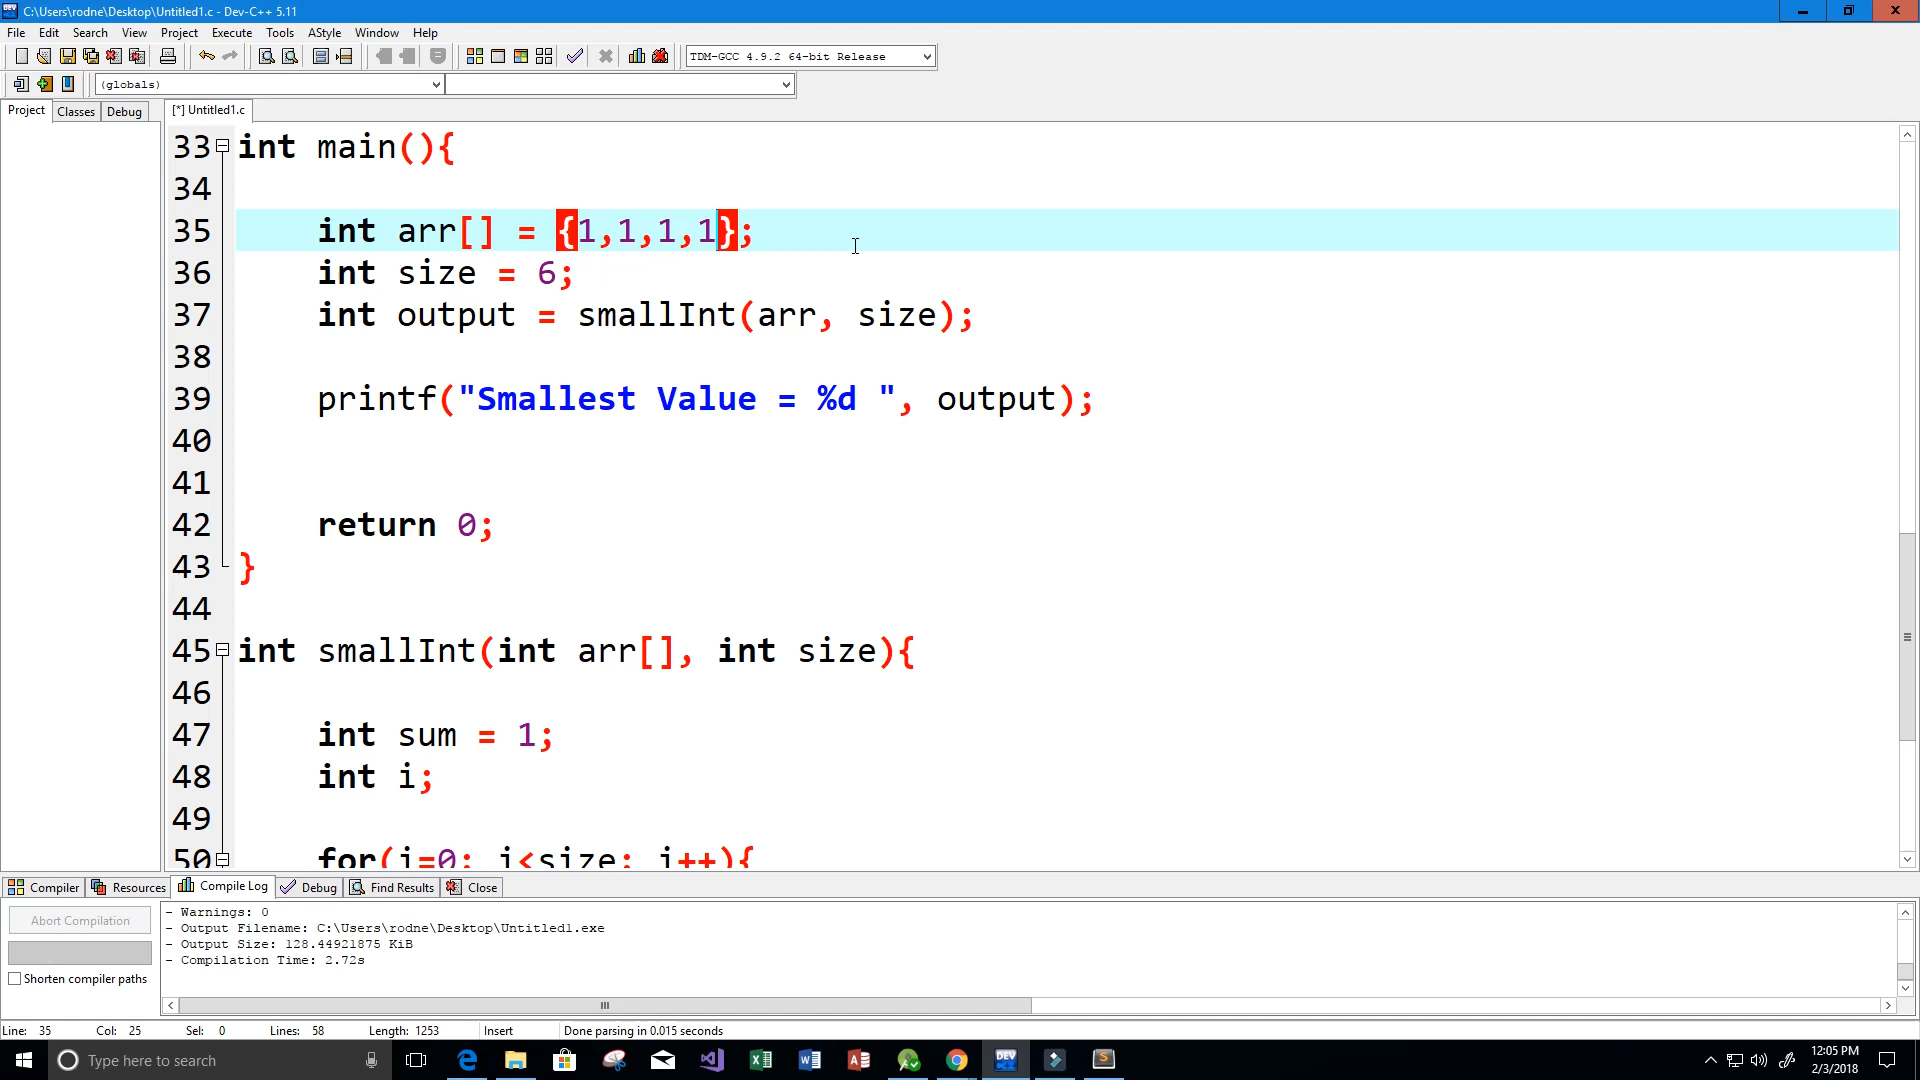 C:\Users\rodne\Desktop\Untitled1.c - Dev-C++ 5.11
File Edit Search View Project Execute Tools AStyle Window Help
TDM-GCC 4.9.2 64-bit Release
(globals)
Project Classes Debug [*] Untitled1.c
33 int main(){
34
35 int arr[] = {1,1,1,1};
36 int size = 6;
37 int output = smallInt(arr, size);
38
39 printf("Smallest Value = %d ", output);
40
41
42 return 0;
43 }
44
45 int smallInt(int arr[], int size){
46
47 int sum = 1;
48 int i;
49
50 for(i=0; i<size; i++){
Compiler Resources Compile Log Debug Find Results Close
Abort Compilation
Shorten compiler paths
- Warnings: 0
- Output Filename: C:\Users\rodne\Desktop\Untitled1.exe
- Output Size: 128.44921875 KiB
- Compilation Time: 2.72s
Line: 35 Col: 25 Sel: 0 Lines: 58 Length: 1253 Insert Done parsing in 0.015 seconds
Type here to search
DEV
12:05 PM
2/3/2018